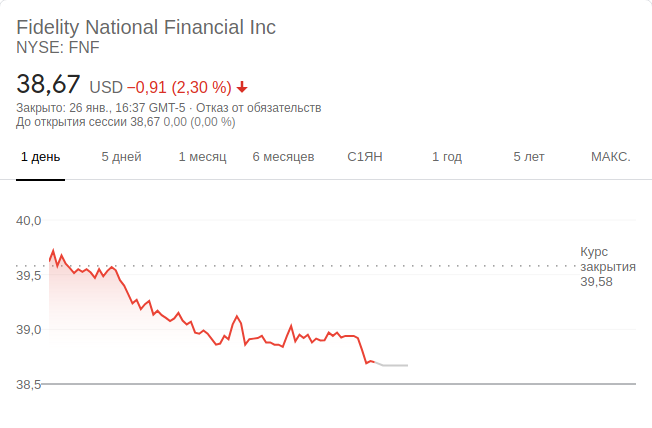 Fidelity National Financial Inc
NYSE: FNF
38,67 USD −0,91 (2,30 %)
Закрыто: 26 янв., 16:37 GMT-5 · Отказ от обязательств
До открытия сессии 38,67 0,00 (0,00 %)
1 день 5 дней 1 месяц 6 месяцев С1ЯН 1 год 5 лет МАКС.
40,0
39,5
39,0
38,5
Курс
закрытия
39,58